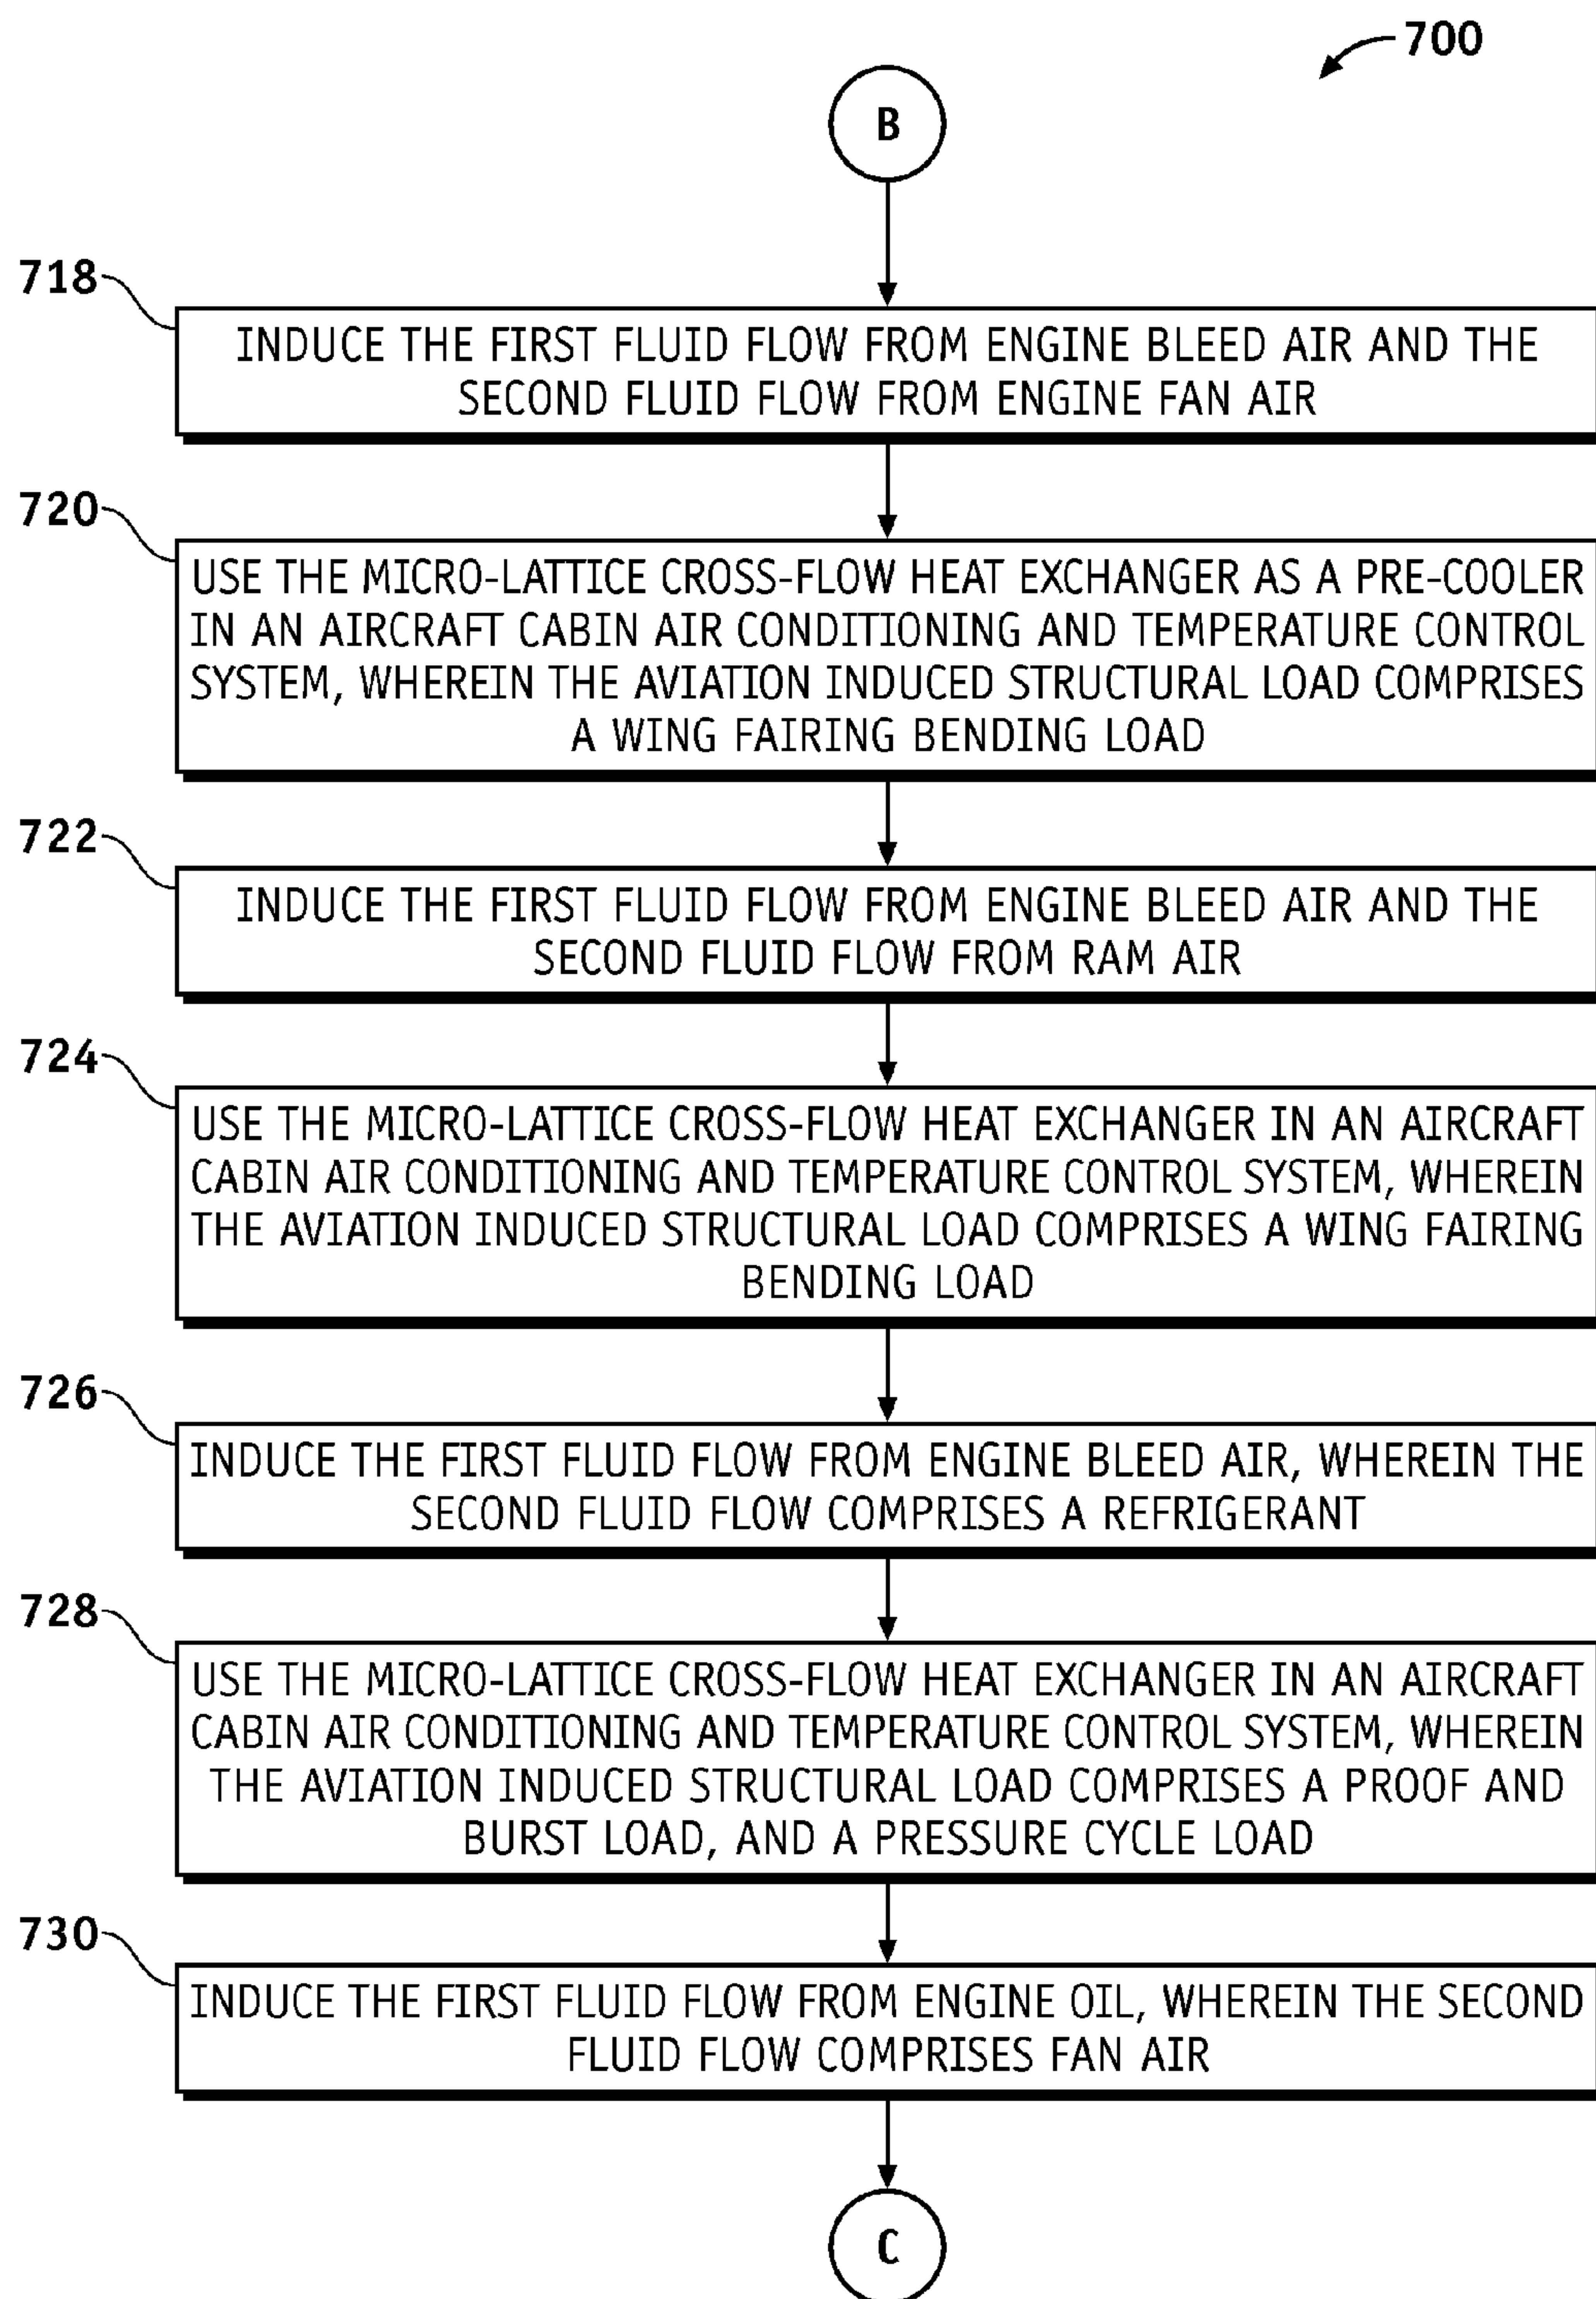 700
B
718
INDUCE THE FIRST FLUID FLOW FROM ENGINE BLEED AIR AND THE
SECOND FLUID FLOW FROM ENGINE FAN AIR
720
USE THE MICRO-LATTICE CROSS-FLOW HEAT EXCHANGER AS A PRE-COOLER
IN AN AIRCRAFT CABIN AIR CONDITIONING AND TEMPERATURE CONTROL
SYSTEM, WHEREIN THE AVIATION INDUCED STRUCTURAL LOAD COMPRISES
A WING FAIRING BENDING LOAD
722
INDUCE THE FIRST FLUID FLOW FROM ENGINE BLEED AIR AND THE
SECOND FLUID FLOW FROM RAM AIR
724
USE THE MICRO-LATTICE CROSS-FLOW HEAT EXCHANGER IN AN AIRCRAFT
CABIN AIR CONDITIONING AND TEMPERATURE CONTROL SYSTEM, WHEREIN
THE AVIATION INDUCED STRUCTURAL LOAD COMPRISES A WING FAIRING
BENDING LOAD
726
INDUCE THE FIRST FLUID FLOW FROM ENGINE BLEED AIR, WHEREIN THE
SECOND FLUID FLOW COMPRISES A REFRIGERANT
728
USE THE MICRO-LATTICE CROSS-FLOW HEAT EXCHANGER IN AN AIRCRAFT
CABIN AIR CONDITIONING AND TEMPERATURE CONTROL SYSTEM, WHEREIN
THE AVIATION INDUCED STRUCTURAL LOAD COMPRISES A PROOF AND
BURST LOAD, AND A PRESSURE CYCLE LOAD
730
INDUCE THE FIRST FLUID FLOW FROM ENGINE OIL, WHEREIN THE SECOND
FLUID FLOW COMPRISES FAN AIR
C